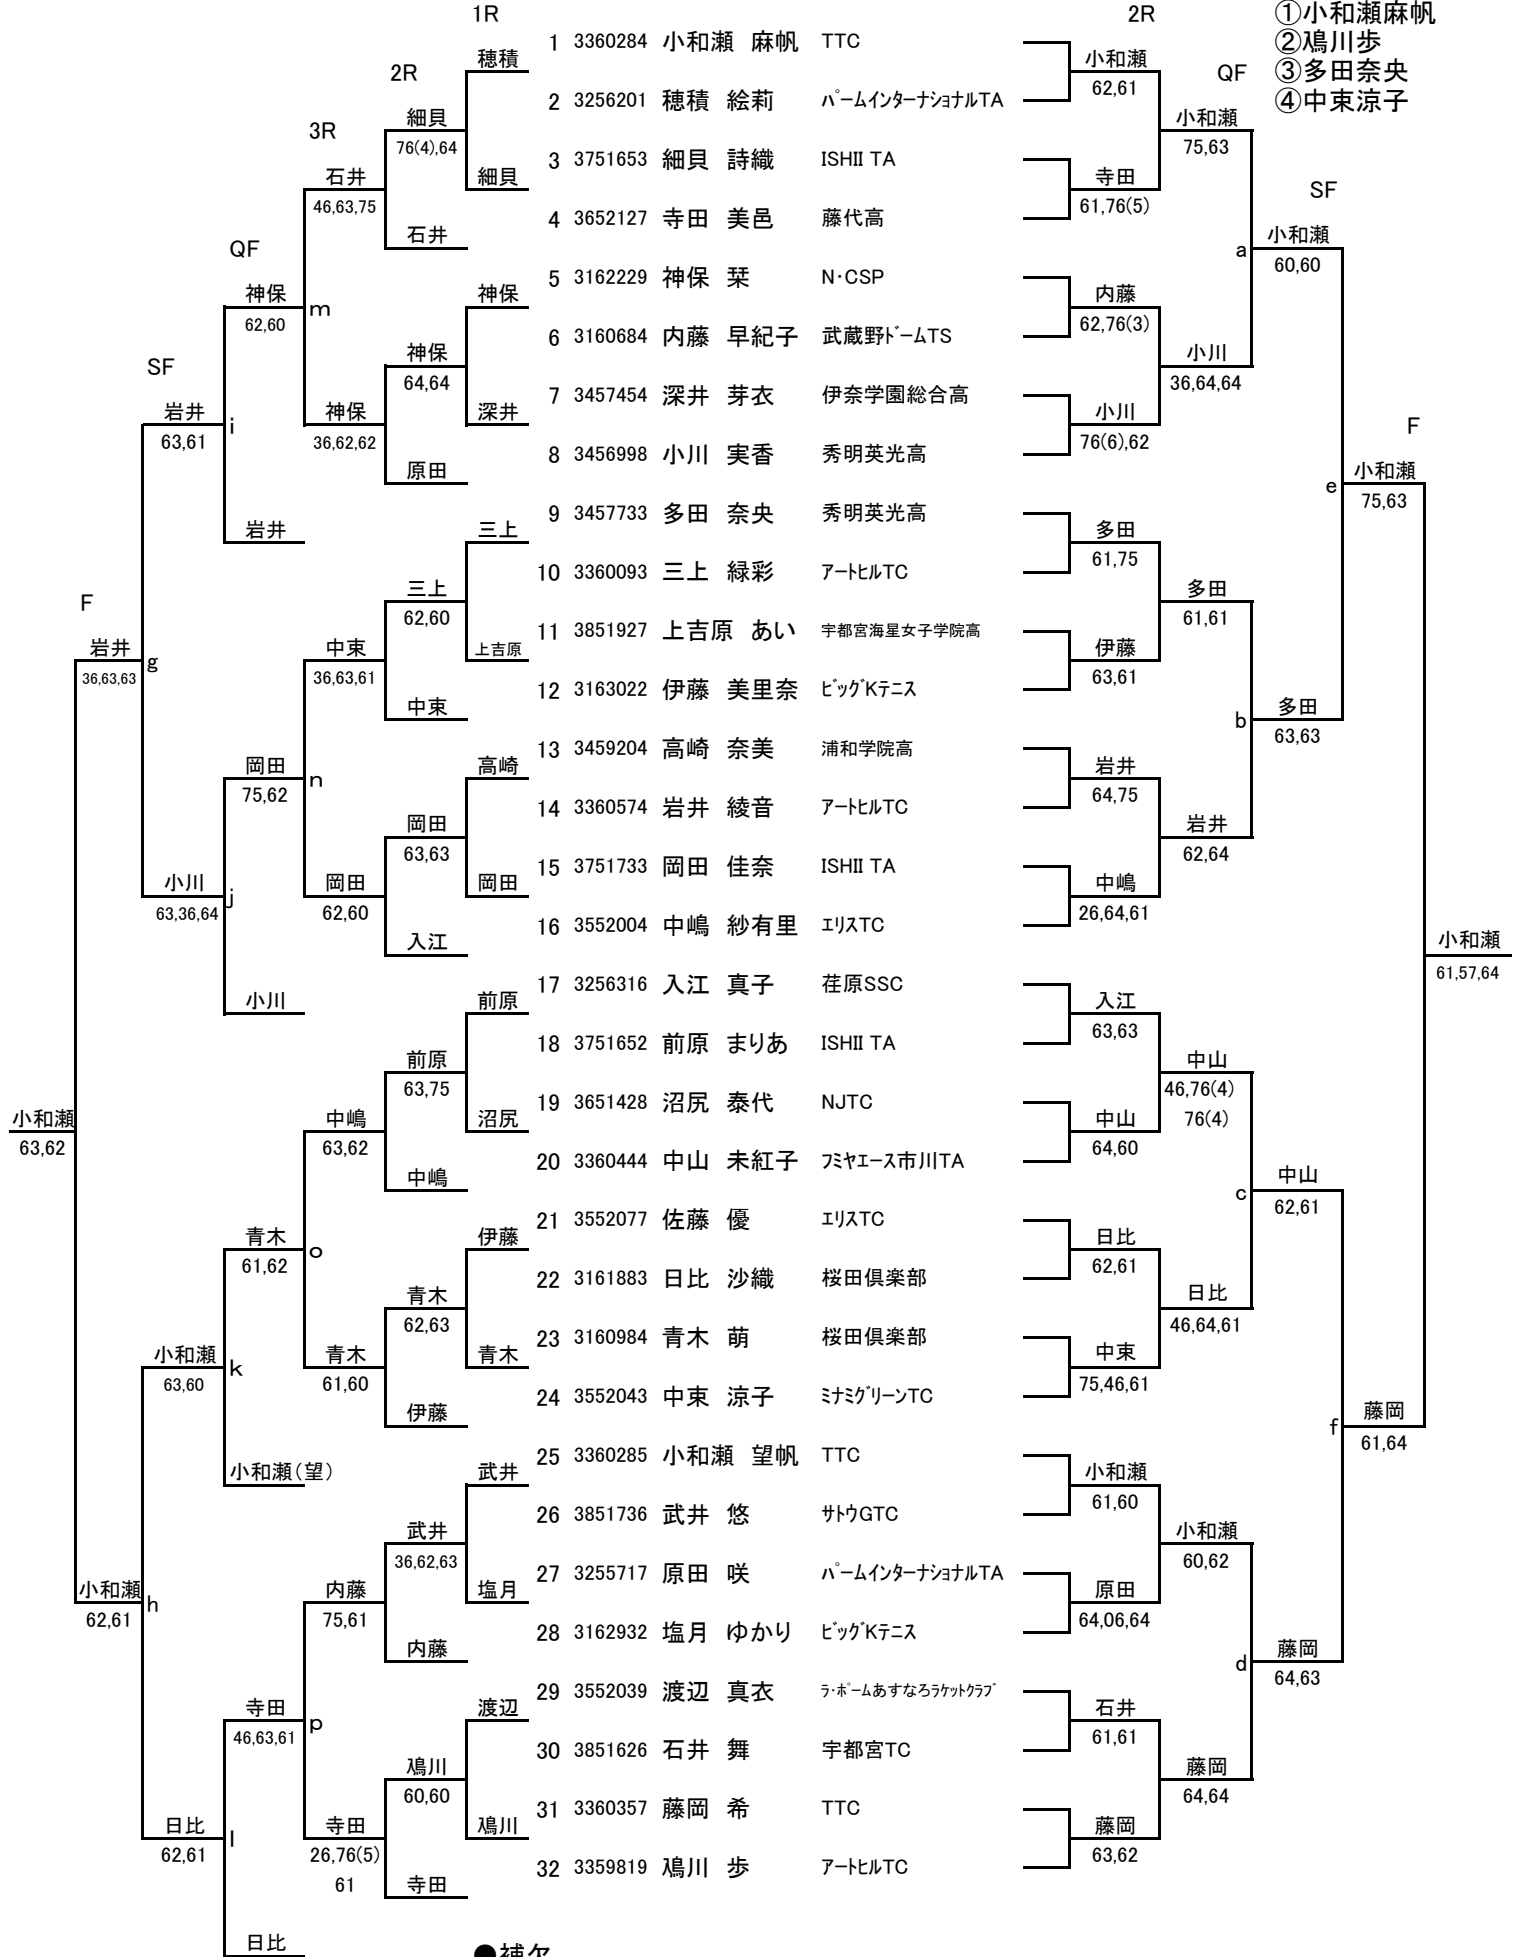 1R
2R
3R
QF
SF
F
2R
QF
SF
F
①小和瀬麻帆
②鳰川歩
③多田奈央
④中束涼子
1 3360284 小和瀬 麻帆 TTC
2 3256201 穂積 絵莉 パームインターナショナルTA
3 3751653 細貝 詩織 ISHII TA
4 3652127 寺田 美邑 藤代高
5 3162229 神保 栞 N・CSP
6 3160684 内藤 早紀子 武蔵野ドームTS
7 3457454 深井 芽衣 伊奈学園総合高
8 3456998 小川 実香 秀明英光高
9 3457733 多田 奈央 秀明英光高
10 3360093 三上 緑彩 アートヒルTC
11 3851927 上吉原 あい 宇都宮海星女子学院高
12 3163022 伊藤 美里奈 ビッグKテニス
13 3459204 高崎 奈美 浦和学院高
14 3360574 岩井 綾音 アートヒルTC
15 3751733 岡田 佳奈 ISHII TA
16 3552004 中嶋 紗有里 エリスTC
17 3256316 入江 真子 荏原SSC
18 3751652 前原 まりあ ISHII TA
19 3651428 沼尻 泰代 NJTC
20 3360444 中山 未紅子 フミヤエース市川TA
21 3552077 佐藤 優 エリスTC
22 3161883 日比 沙織 桜田倶楽部
23 3160984 青木 萌 桜田倶楽部
24 3552043 中束 涼子 ミナミグリーンTC
25 3360285 小和瀬 望帆 TTC
26 3851736 武井 悠 サトウGTC
27 3255717 原田 咲 パームインターナショナルTA
28 3162932 塩月 ゆかり ビッグKテニス
29 3552039 渡辺 真衣 ラ・ポームあすなろラケットクラブ
30 3851626 石井 舞 宇都宮TC
31 3360357 藤岡 希 TTC
32 3359819 鳰川 歩 アートヒルTC
小和瀬
62,61
寺田
61,76(5)
内藤
62,76(3)
小川
76(6),62
多田
61,75
伊藤
63,61
岩井
64,75
中嶋
26,64,61
入江
63,63
中山
64,60
日比
62,61
中束
75,46,61
小和瀬
61,60
原田
64,06,64
石井
61,61
藤岡
63,62
小和瀬
75,63
小川
36,64,64
多田
61,61
岩井
62,64
中山
46,76(4)
76(4)
日比
46,64,61
小和瀬
60,62
藤岡
64,64
a
小和瀬
60,60
b
多田
63,63
c
中山
62,61
d
藤岡
64,63
e
小和瀬
75,63
f
藤岡
61,64
小和瀬
61,57,64
穂積
細貝
神保
深井
三上
上吉原
高崎
岡田
前原
沼尻
伊藤
青木
武井
塩月
渡辺
鳰川
細貝
76(4),64
石井
神保
64,64
原田
三上
62,60
中束
岡田
63,63
入江
前原
63,75
中嶋
青木
62,63
伊藤
武井
36,62,63
内藤
鳰川
60,60
寺田
石井
46,63,75
神保
36,62,62
中束
36,63,61
岡田
62,60
中嶋
63,62
青木
61,60
内藤
75,61
寺田
26,76(5)
61
神保
62,60
m
岩井
岡田
75,62
n
小川
青木
61,62
o
小和瀬(望)
寺田
46,63,61
p
日比
岩井
63,61
i
小川
63,36,64
j
小和瀬
63,60
k
日比
62,61
l
岩井
36,63,63
g
小和瀬
62,61
h
小和瀬
63,62
●補欠